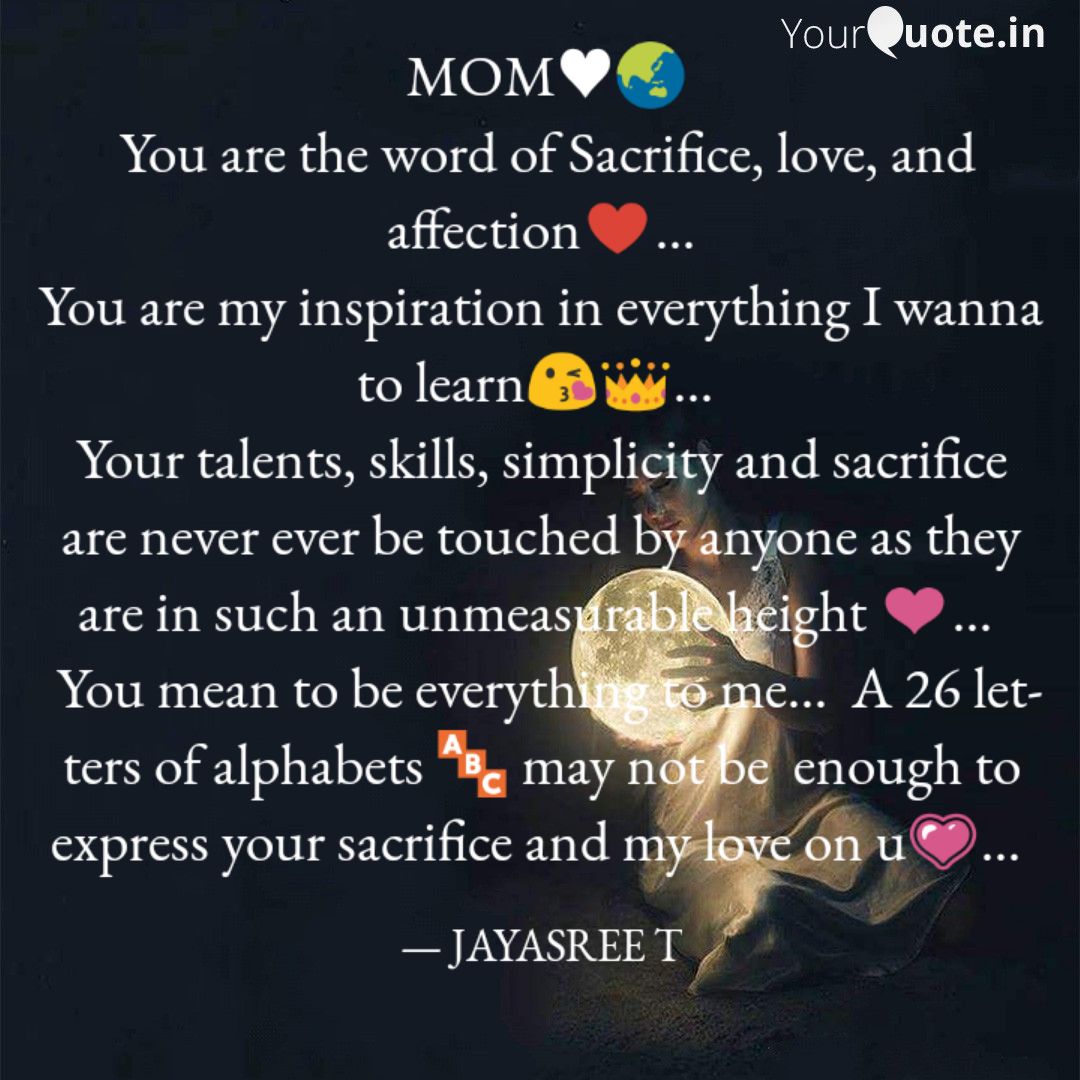 YourQuote.in
MOM♥🌏
You are the word of Sacrifice, love, and
affection❤️...
You are my inspiration in everything I wanna
to learn😘👑...
Your talents, skills, simplicity and sacrifice
are never ever be touched by anyone as they
are in such an unmeasurable height ❤...
You mean to be everything to me... A 26 let-
ters of alphabets 🔠 may not be enough to
express your sacrifice and my love on u💗...
— JAYASREE T